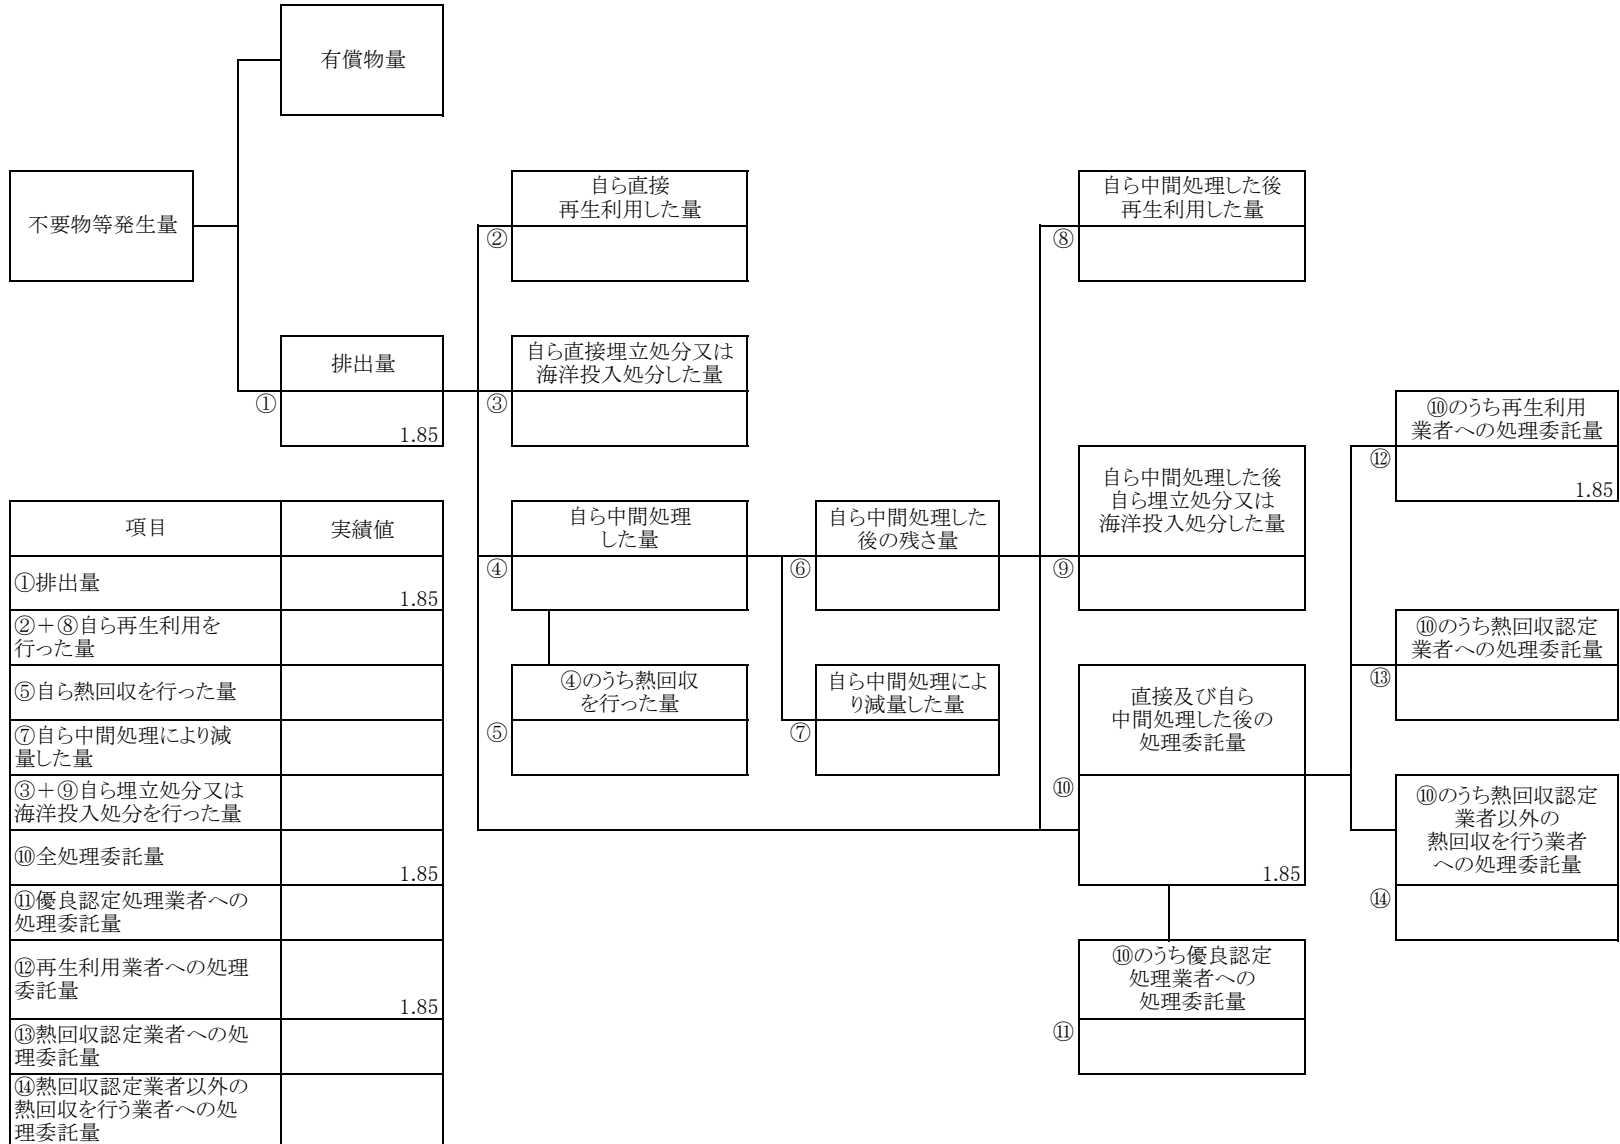 有償物量
不要物等発生量
自ら直接
再生利用した量
②
自ら中間処理した後
再生利用した量
⑧
排出量
①
1.85
自ら直接埋立処分又は
海洋投入処分した量
③
⑩のうち再生利用
業者への処理委託量
⑫
1.85
自ら中間処理
した量
④
自ら中間処理した
後の残さ量
⑥
自ら中間処理した後
自ら埋立処分又は
海洋投入処分した量
⑨
⑩のうち熱回収認定
業者への処理委託量
⑬
④のうち熱回収
を行った量
⑤
自ら中間処理によ
り減量した量
⑦
直接及び自ら
中間処理した後の
処理委託量
⑩
1.85
⑩のうち熱回収認定
業者以外の
熱回収を行う業者
への処理委託量
⑭
⑩のうち優良認定
処理業者への
処理委託量
⑪
項目
実績値
①排出量
1.85
②+⑧自ら再生利用を
行った量
⑤自ら熱回収を行った量
⑦自ら中間処理により減
量した量
③+⑨自ら埋立処分又は
海洋投入処分を行った量
⑩全処理委託量
1.85
⑪優良認定処理業者への
処理委託量
⑫再生利用業者への処理
委託量
1.85
⑬熱回収認定業者への処
理委託量
⑭熱回収認定業者以外の
熱回収を行う業者への処
理委託量